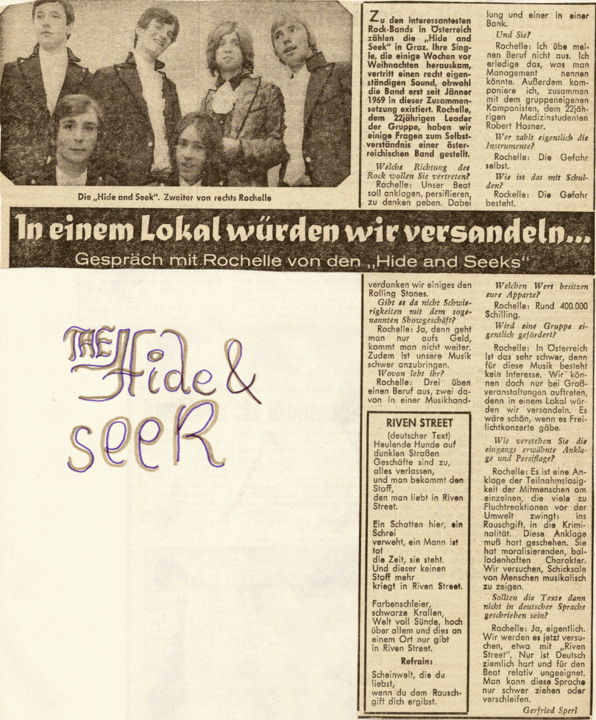 Die „Hide and Seek". Zweiter von rechts Rochelle
Zu den interessantesten
Rock-Bands in Österreich
zählen die „Hide and
Seek" in Graz. Ihre Sing-
le, die einige Wochen vor
Weihnachten herauskam,
vertritt einen recht eigen-
ständigen Sound, obwohl
die Band erst seit Jänner
1969 in dieser Zusammen-
setzung existiert. Rochelle,
dem 22jährigen Leader
der Gruppe, haben wir
einige Fragen zum Selbst-
verständnis einer öster-
reichischen Band gestellt.
Welche Richtung des
Rock wollen Sie vertreten?
Rochelle: Unser Beat
soll anklagen, persiflieren,
zu denken geben. Dabei
lung und einer in einer
Bank.
Und Sie?
Rochelle: Ich übe mei-
nen Beruf nicht aus. Ich
erledige das, was man
Management nennen
könnte. Außerdem kom-
poniere ich, zusammen
mit dem gruppeneigenen
Komponisten, dem 22jäh-
rigen Medizinstudenten
Robert Hosner.
Wer zahlt eigentlich die
Instrumente?
Rochelle: Die Gefahr
selbst.
Wie ist das mit Schul-
den?
Rochelle: Die Gefahr
besteht.
In einem Lokal würden wir versandeln...
Gespräch mit Rochelle von den „Hide and Seeks"
THE Hide &
seeK
verdanken wir einiges den
Rolling Stones.
Gibt es da nicht Schwie-
rigkeiten mit dem soge-
nannten Showgeschäft?
Rochelle: Ja, denn geht
man nur aufs Geld,
kommt man nicht weiter.
Zudem ist unsere Musik
schwer anzubringen.
Wovon lebt ihr?
Rochelle: Drei üben
einen Beruf aus, zwei da-
von in einer Musikhand-
RIVEN STREET
(deutscher Text)
Heulende Hunde auf
dunklen Straßen
Geschäfte sind zu,
alles verlassen,
und man bekommt den
Stoff,
den man liebt in Riven
Street.
Ein Schatten hier, ein
Schrei
verweht, ein Mann ist
tot
die Zeit, sie steht.
Und dieser keinen
Stoff mehr
kriegt in Riven Street.
Farbenschleier,
schwarze Krallen,
Welt voll Sünde, hoch
über allem und dies an
einem Ort nur gibt
in Riven Street.
Refrain:
Scheinwelt, die du
liebst,
wenn du dem Rausch-
gift dich ergibst.
Welchen Wert besitzen
eure Apparte?
Rochelle: Rund 400.000
Schilling.
Wird eine Gruppe ei-
gentlich gefördert?
Rochelle: In Österreich
ist das sehr schwer, denn
für diese Musik besteht
kein Interesse. Wir kön-
nen doch nur bei Groß-
veranstaltungen auftreten,
denn in einem Lokal wür-
den wir versandeln. Es
wäre schön, wenn es Frei-
lichtkonzerte gäbe.
Wie verstehen Sie die
eingangs erwähnte Ankla-
ge und Persiflage?
Rochelle: Es ist eine An-
klage der Teilnahmslosig-
keit der Mitmenschen am
einzelnen, die viele zu
Fluchtreaktionen vor der
Umwelt zwingt: ins
Rauschgift, in die Krimi-
nalität. Diese Anklage
muß hart geschehen. Sie
hat moralisierenden, bal-
ladenhaften Charakter.
Wir versuchen, Schicksale
von Menschen musikalisch
zu zeigen.
Sollten die Texte dann
nicht in deutscher Sprache
geschrieben sein?
Rochelle: Ja, eigentlich.
Wir werden es jetzt versu-
chen, etwa mit „Riven
Street". Nur ist Deutsch
ziemlich hart und für den
Beat relativ ungeeignet.
Man kann diese Sprache
nur schwer ziehen oder
verschleifen.
Gerfried Sperl